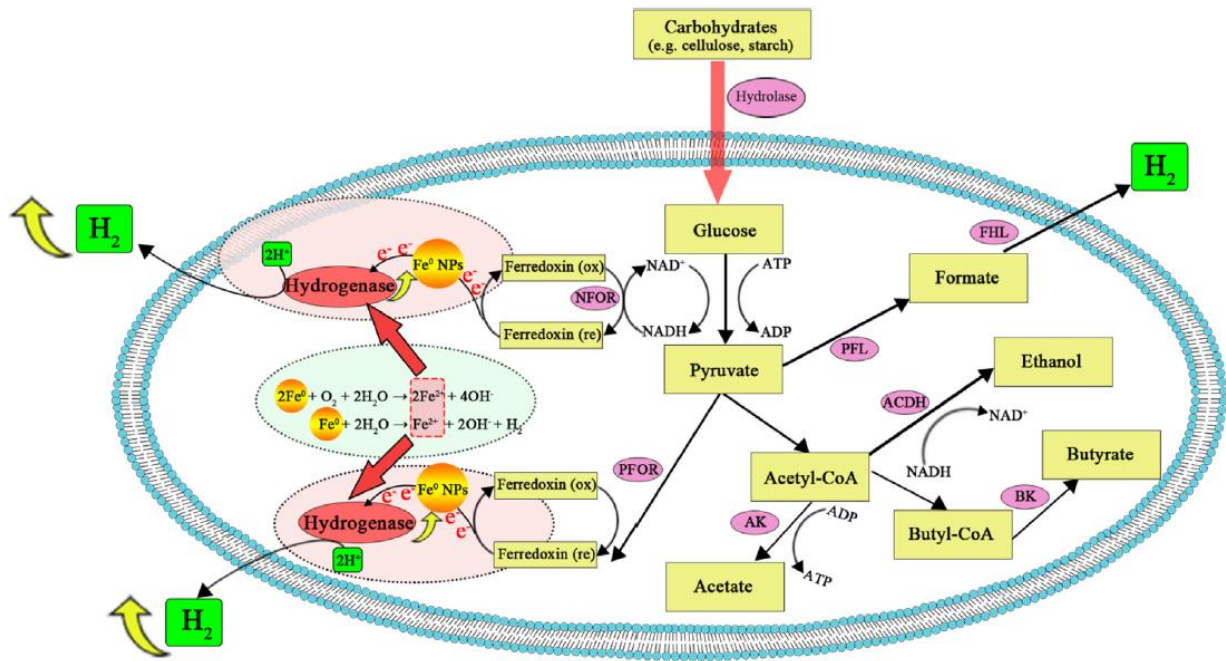 Carbohydrates
(e.g. cellulose, starch)
Hydrolase
H₂
H₂
FHL
Glucose
Formate
2H⁺
e⁻ e⁻
Fe⁰ NPs
Hydrogenase
e⁻
e⁻
Ferredoxin (ox)
NFOR
Ferredoxin (re)
NAD⁺
NADH
ATP
ADP
PFL
Pyruvate
Ethanol
2Fe⁰ + O₂ + 2H₂O → 2Fe²⁺ + 4OH⁻
Fe⁰ + 2H₂O → Fe²⁺ + 2OH⁻ + H₂
ACDH
NAD⁺
NADH
PFOR
Acetyl-CoA
Butyrate
BK
Butyl-CoA
e⁻ e⁻
Fe⁰ NPs
Hydrogenase
e⁻
e⁻
2H⁺
Ferredoxin (ox)
Ferredoxin (re)
AK
ADP
ATP
Acetate
H₂